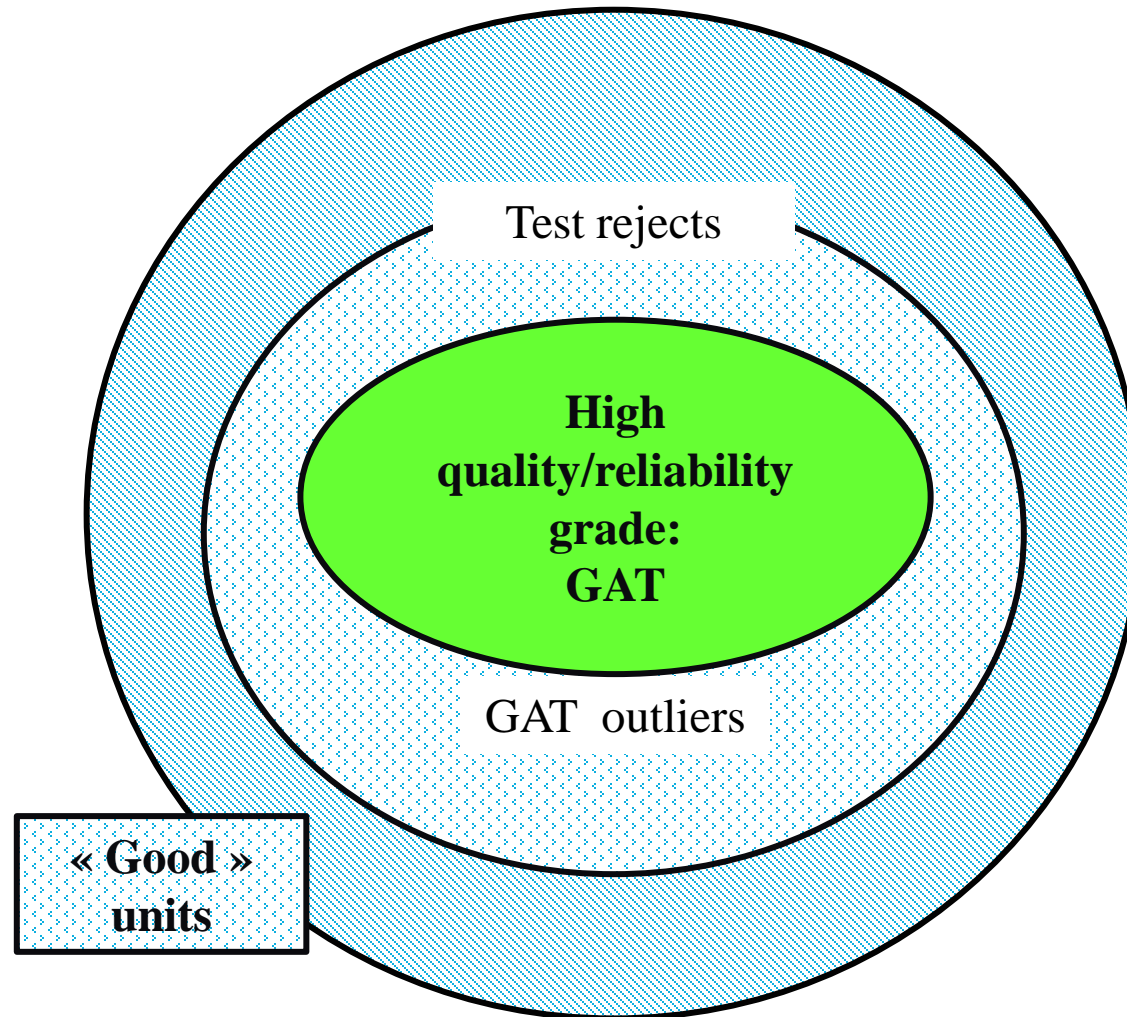 Test rejects
High
quality/reliability
grade:
GAT
GAT outliers
« Good »
units